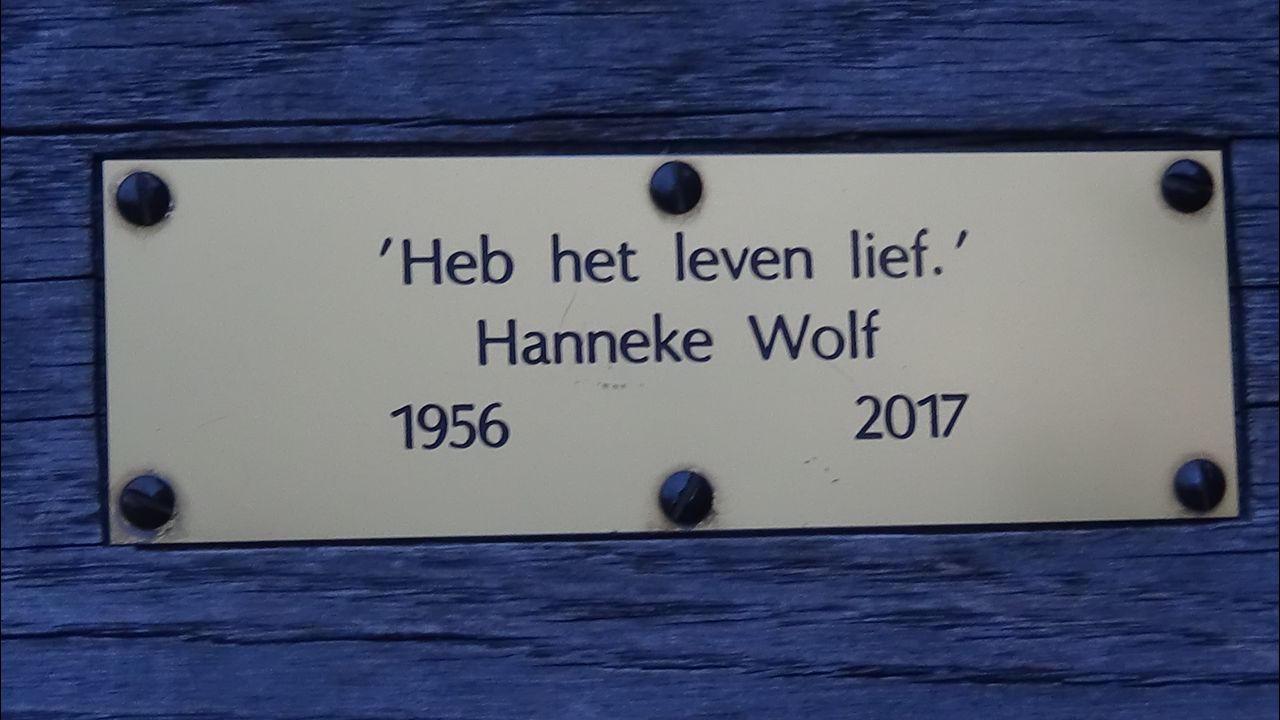 'Heb het leven lief.'
Hanneke Wolf
1956 2017